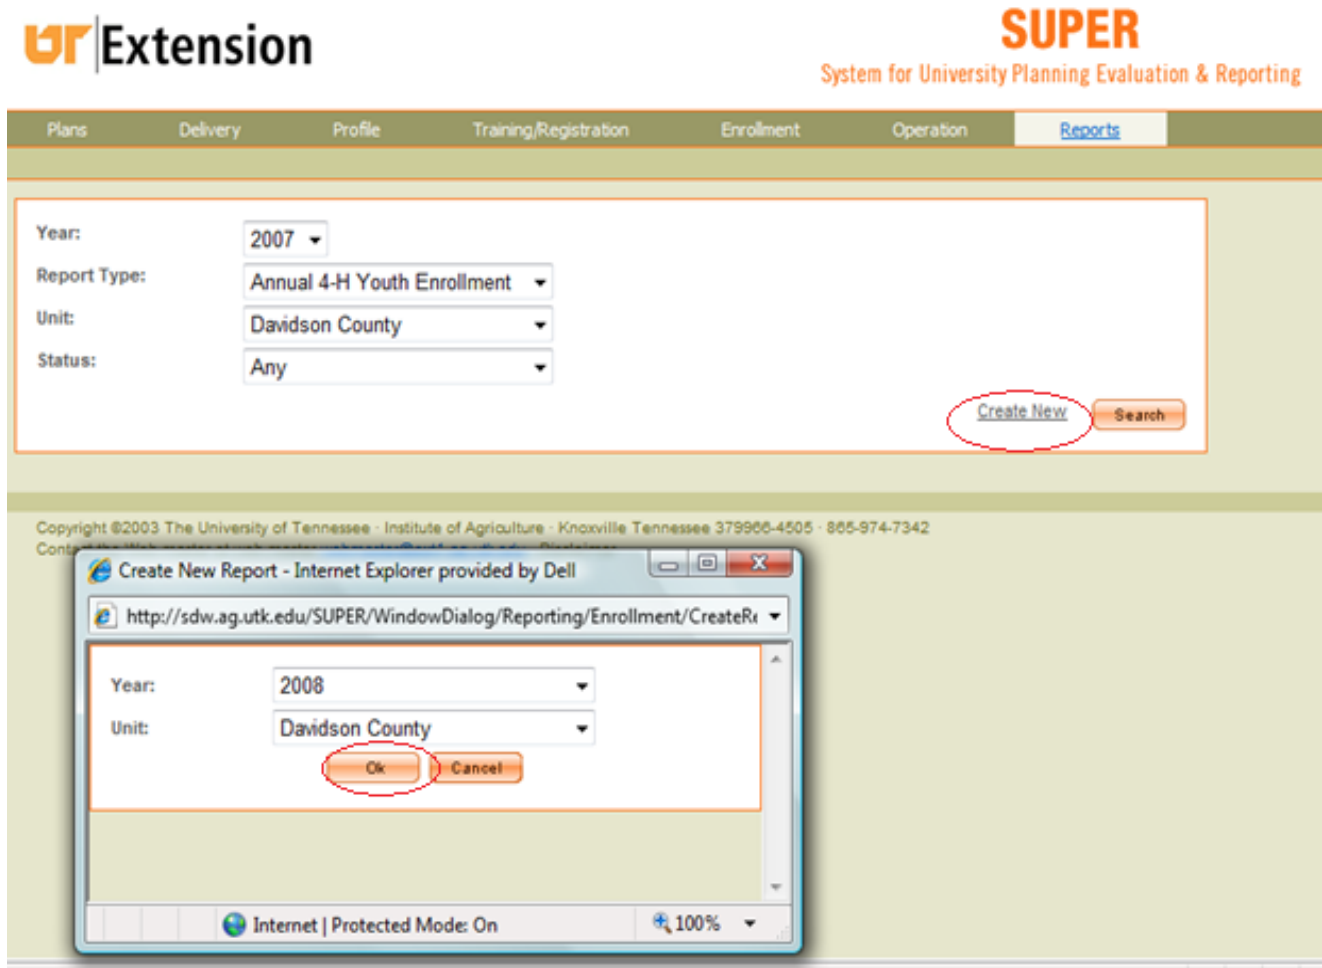 UT Extension
SUPER
System for University Planning Evaluation & Reporting
Plans Delivery Profile Training/Registration Enrollment Operation Reports
Year: 2007
Report Type: Annual 4-H Youth Enrollment
Unit: Davidson County
Status: Any
Create New Search
Copyright ©2003 The University of Tennessee · Institute of Agriculture · Knoxville Tennessee 379966-4505 · 865-974-7342
Create New Report - Internet Explorer provided by Dell
http://sdw.ag.utk.edu/SUPER/WindowDialog/Reporting/Enrollment/CreateRe
Year: 2008
Unit: Davidson County
Ok Cancel
Internet | Protected Mode: On 100%